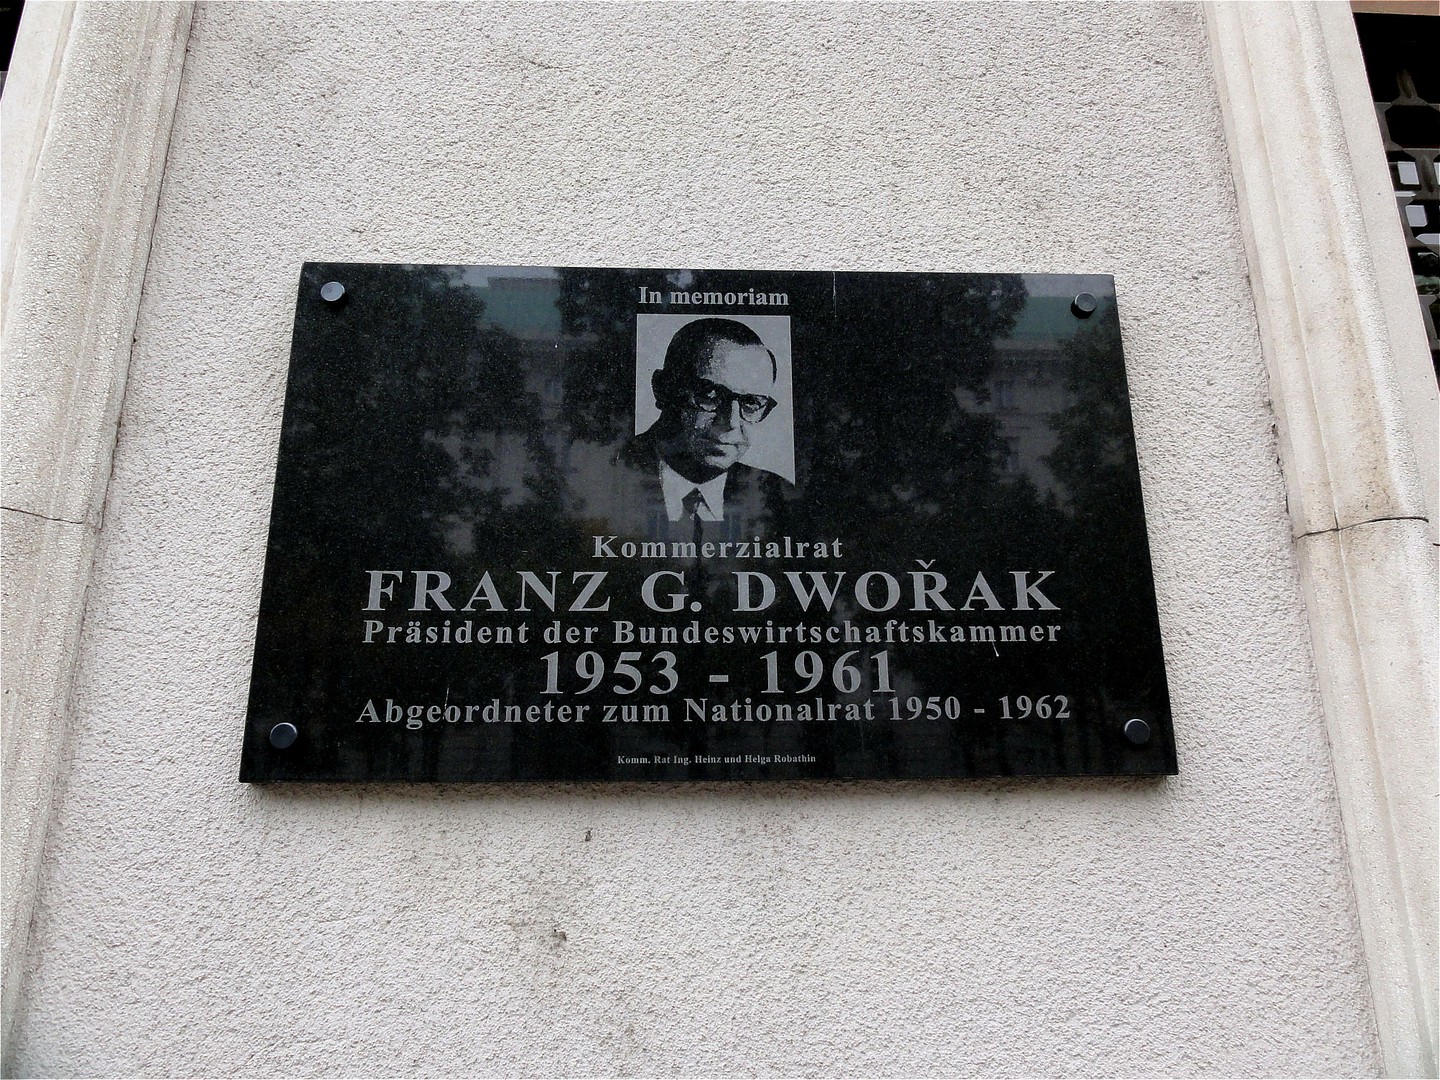 In memoriam
Kommerzialrat
FRANZ G. DWOŘAK
Präsident der Bundeswirtschaftskammer
1953 - 1961
Abgeordneter zum Nationalrat 1950 - 1962
Komm. Rat Ing. Heinz und Helga Robathin